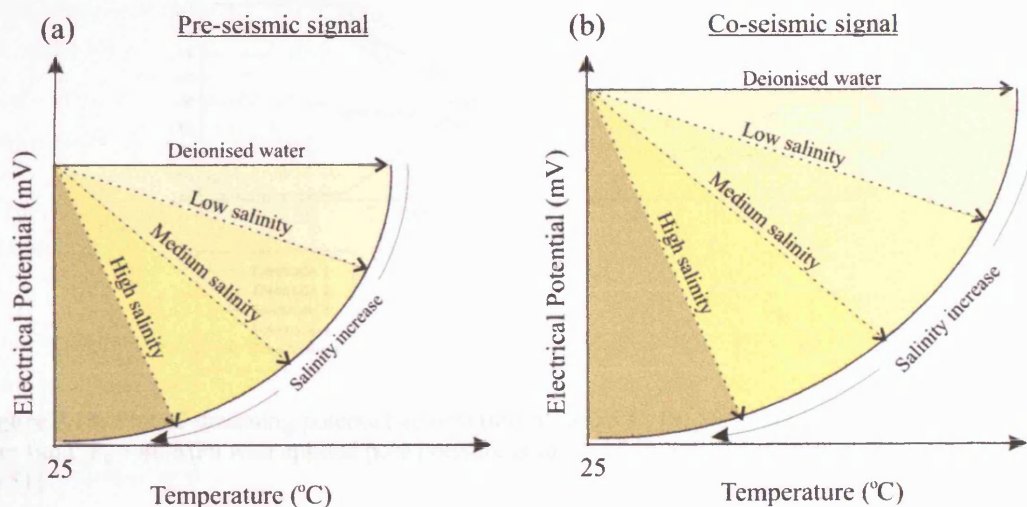 (a)
Pre-seismic signal
Electrical Potential (mV)
Deionised water
Low salinity
Medium salinity
High salinity
Salinity increase
25
Temperature (°C)
(b)
Co-seismic signal
Electrical Potential (mV)
Deionised water
Low salinity
Medium salinity
High salinity
Salinity increase
25
Temperature (°C)